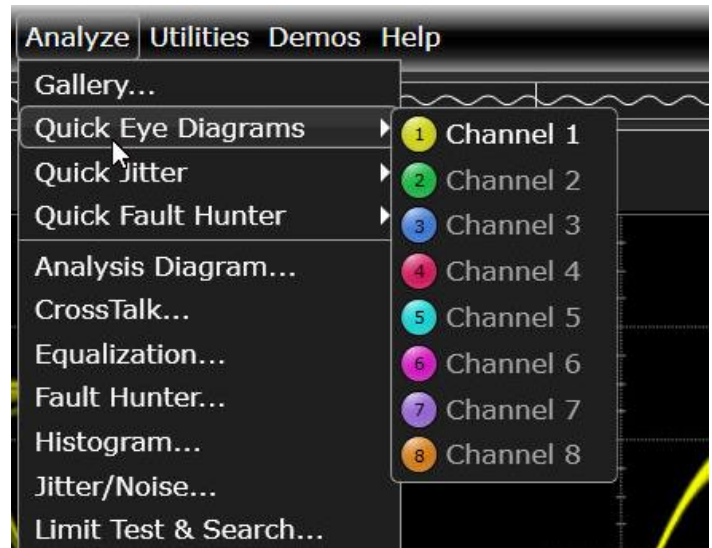 Analyze Utilities Demos Help
Gallery...
Quick Eye Diagrams
Quick Jitter
Quick Fault Hunter
Analysis Diagram...
CrossTalk...
Equalization...
Fault Hunter...
Histogram...
Jitter/Noise...
Limit Test & Search...
1 Channel 1
2 Channel 2
3 Channel 3
4 Channel 4
5 Channel 5
6 Channel 6
7 Channel 7
8 Channel 8